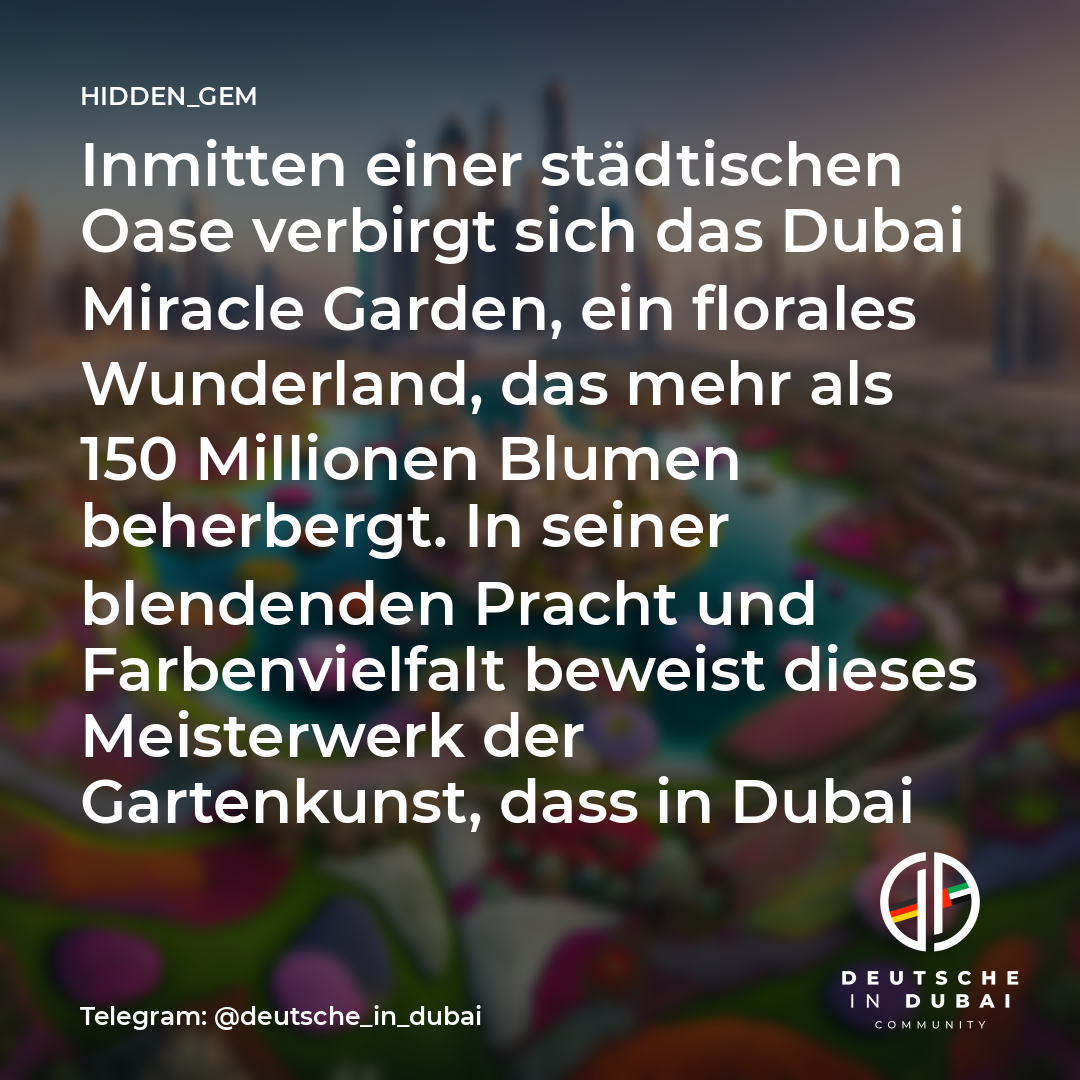 HIDDEN_GEM
Inmitten einer städtischen
Oase verbirgt sich das Dubai
Miracle Garden, ein florales
Wunderland, das mehr als
150 Millionen Blumen
beherbergt. In seiner
blendenden Pracht und
Farbenvielfalt beweist dieses
Meisterwerk der
Gartenkunst, dass in Dubai
DEUTSCHE
IN DUBAI
COMMUNITY
Telegram: @deutsche_in_dubai